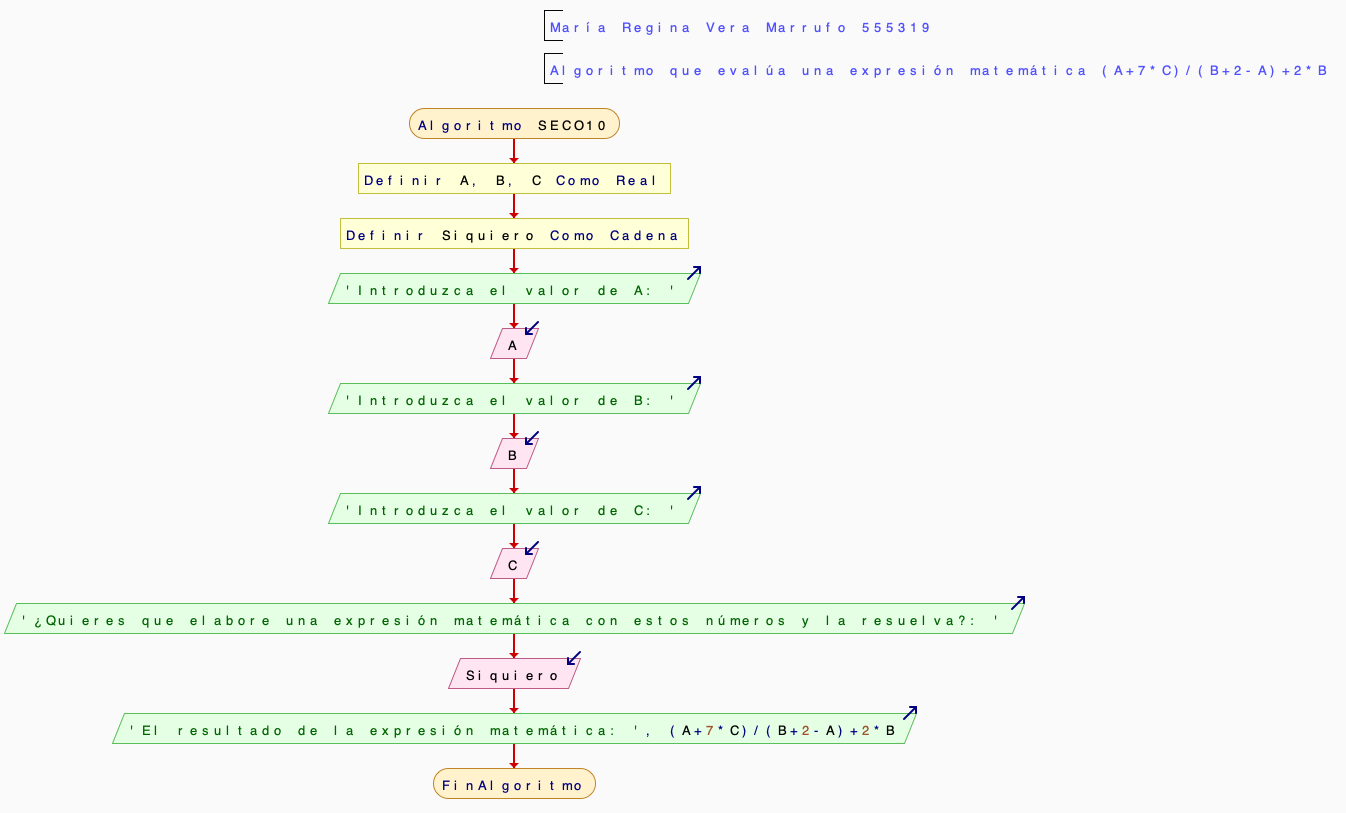 María Regina Vera Marrufo 555319
Algoritmo que evalúa una expresión matemática (A+7*C)/(B+2-A)+2*B
Algoritmo SECO10
Definir A, B, C Como Real
Definir Siquiero Como Cadena
'Introduzca el valor de A: '
A
'Introduzca el valor de B: '
B
'Introduzca el valor de C: '
C
'¿Quieres que elabore una expresión matemática con estos números y la resuelva?: '
Siquiero
'El resultado de la expresión matemática: ', (A+7*C)/(B+2-A)+2*B
FinAlgoritmo